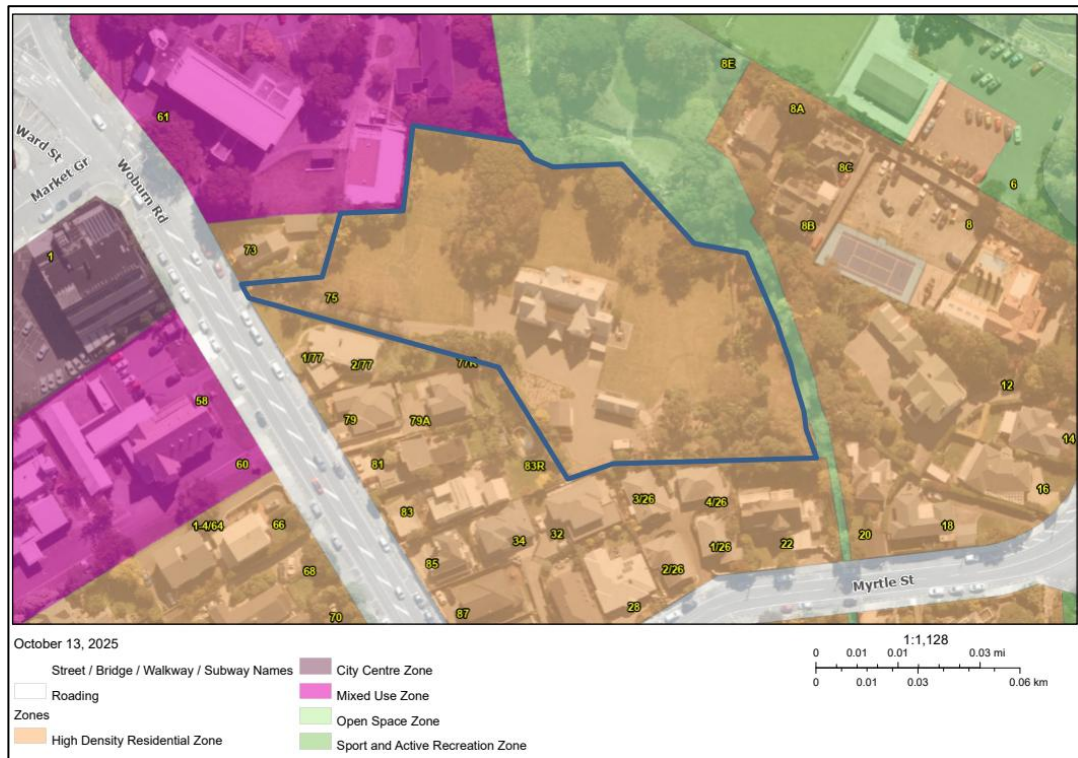 8E
61
8A
Ward St
Market Gr
Woburn Rd
8C
6
8B
8
73
1
75
1/77
2/77
77R
12
58
79
79A
14
81
83R
60
16
3/26
4/26
1-4/64
66
83
34
32
1/26
22
20
18
85
68
2/26
Myrtle St
70
87
28
October 13, 2025
Street / Bridge / Walkway / Subway Names
Roading
Zones
High Density Residential Zone
City Centre Zone
Mixed Use Zone
Open Space Zone
Sport and Active Recreation Zone
1:1,128
0 0.01 0.01 0.03 mi
0 0.01 0.03 0.06 km